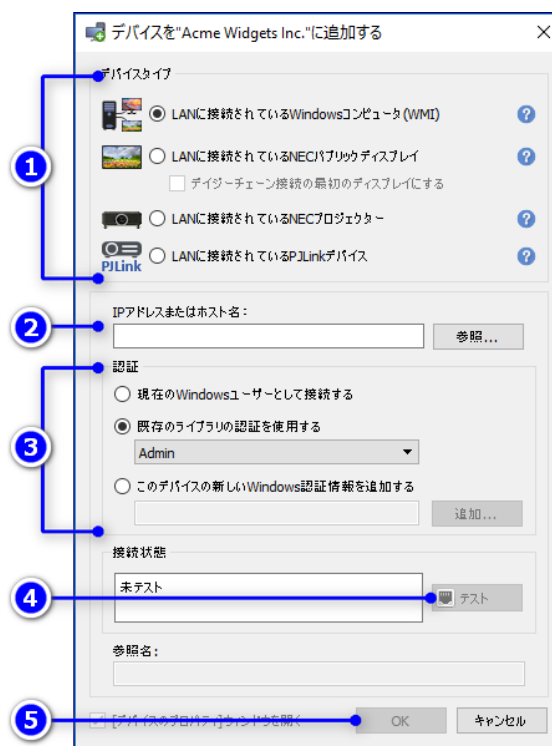 デバイスを"Acme Widgets Inc."に追加する
デバイスタイプ
LANに接続されているWindowsコンピュータ(WMI)
LANに接続されているNECパブリックディスプレイ
デイジーチェーン接続の最初のディスプレイにする
1
LANに接続されているNECプロジェクター
PJLink
LANに接続されているPJLinkデバイス
IPアドレスまたはホスト名:
2
参照...
認証
現在のWindowsユーザーとして接続する
既存のライブラリの認証を使用する
3
Admin
このデバイスの新しいWindows認証情報を追加する
追加...
接続状態
未テスト
4
テスト
参照名:
5
[デバイスのプロパティ]ウィンドウを開く
OK
キャンセル